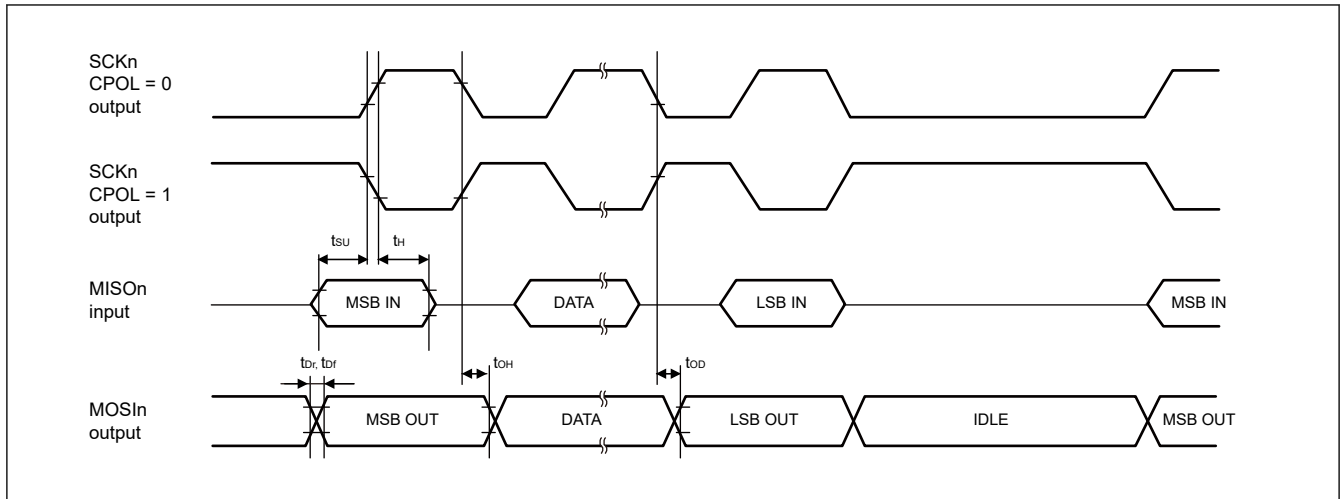 SCKn
CPOL = 0
output
SCKn
CPOL = 1
output
tSU
tH
MISOn
input
MSB IN
DATA
LSB IN
MSB IN
tDr, tDf
tOH
tOD
MOSIn
output
MSB OUT
DATA
LSB OUT
IDLE
MSB OUT